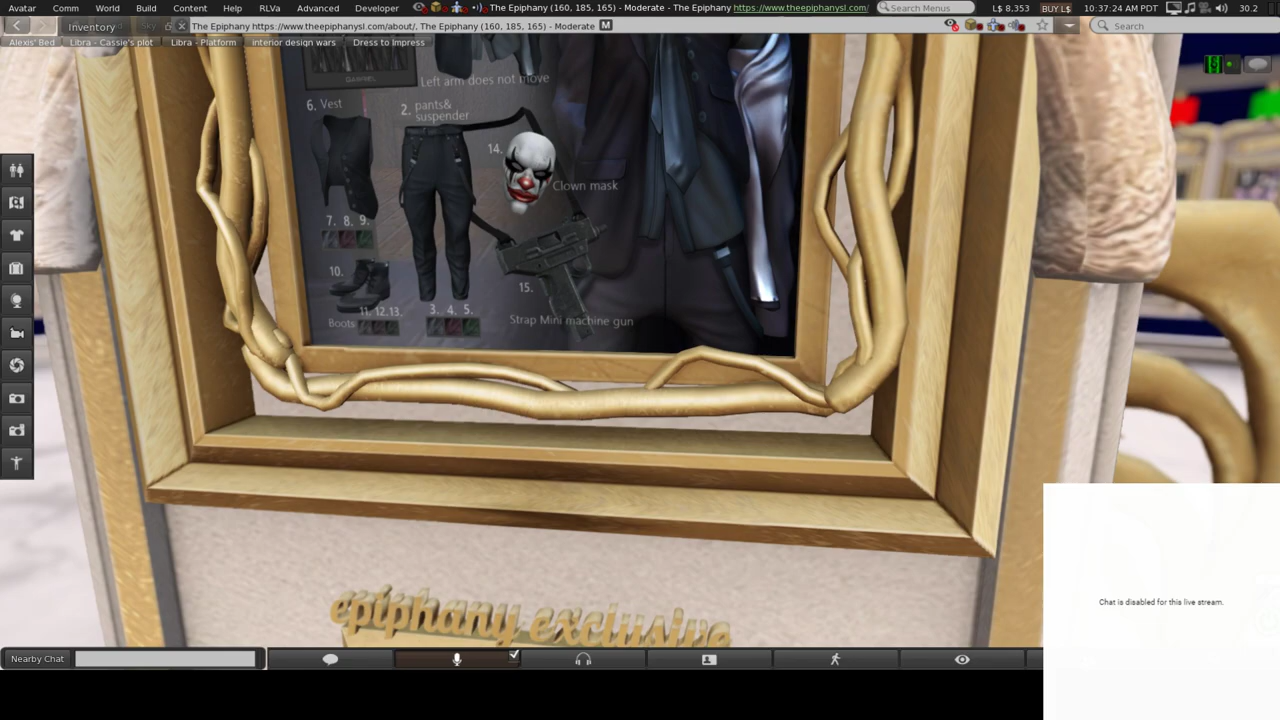 Avatar Comm World Build Content Help RLVa Advanced Developer
The Epiphany (160, 185, 165) - Moderate - The Epiphany https://www.theepiphanysl.com/
Search Menus
L$ 8,353 BUY L$ 10:37:24 AM PDT 30.2
Inventory
The Epiphany https://www.theepiphanysl.com/about/, The Epiphany (160, 185, 165) - Moderate M
Search
Alexis' Bed Libra - Cassie's plot Libra - Platform interior design wars Dress to Impress
Left arm does not move
6. Vest
2. pants&
suspender
14.
Clown mask
7. 8. 9.
10.
15.
11. 12. 13.
3. 4. 5.
Boots
Strap Mini machine gun
epiphany exclusive
Chat is disabled for this live stream.
Nearby Chat